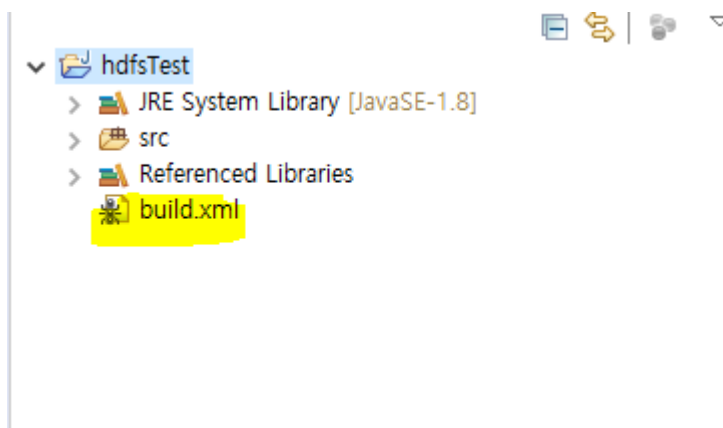 hdfsTest
JRE System Library [JavaSE-1.8]
src
Referenced Libraries
build.xml